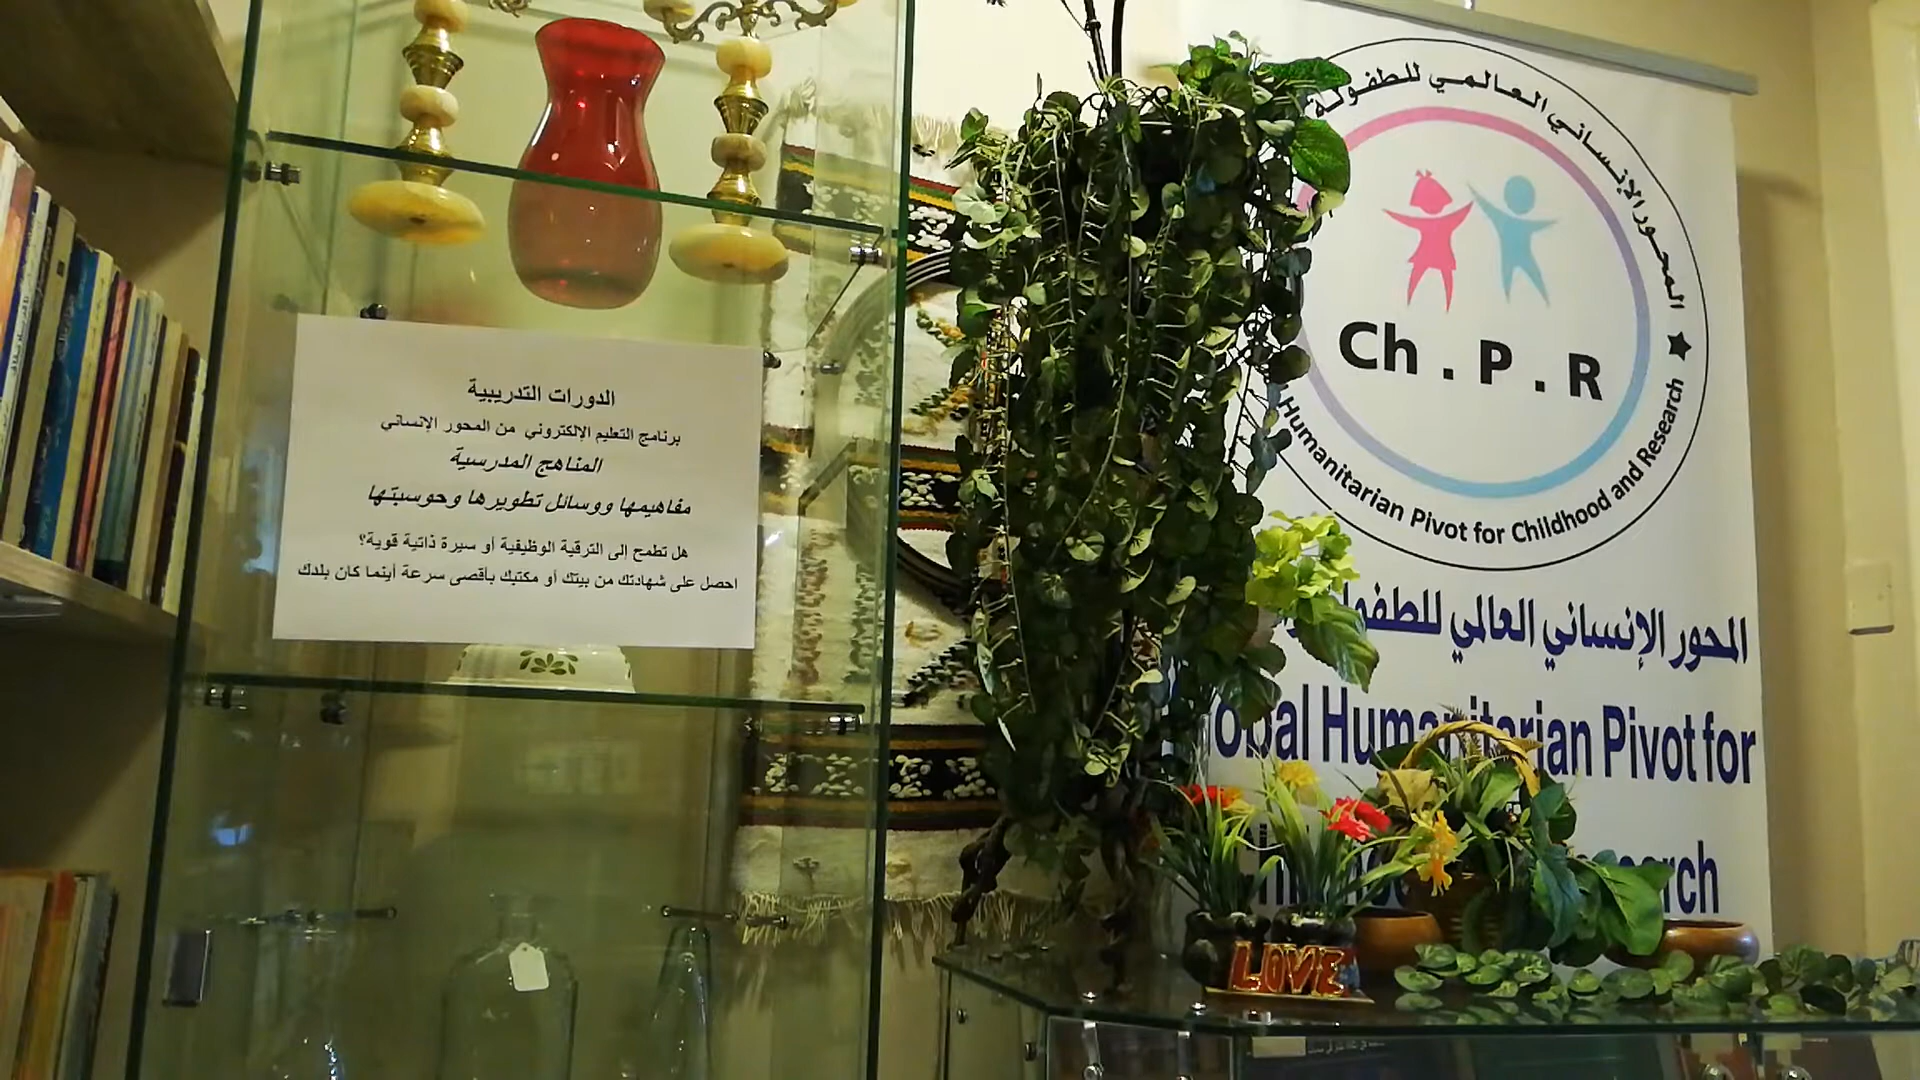 الدورات التدريبية
برنامج التعليم الإلكتروني من المحور الإنساني
المناهج المدرسية
مفاهيمها ووسائل تطويرها وحوسبتها
هل تطمح إلى الترقية الوظيفية أو سيرة ذاتية قوية؟
احصل على شهادتك من بيتك أو مكتبك بأقصى سرعة أينما كان بلدك
المحور الإنساني العالمي للطفولة
Ch . P . R
Humanitarian Pivot for Childhood and Research
المحور الإنساني العالمي للطفولة
Humanitarian Pivot for
LOVE